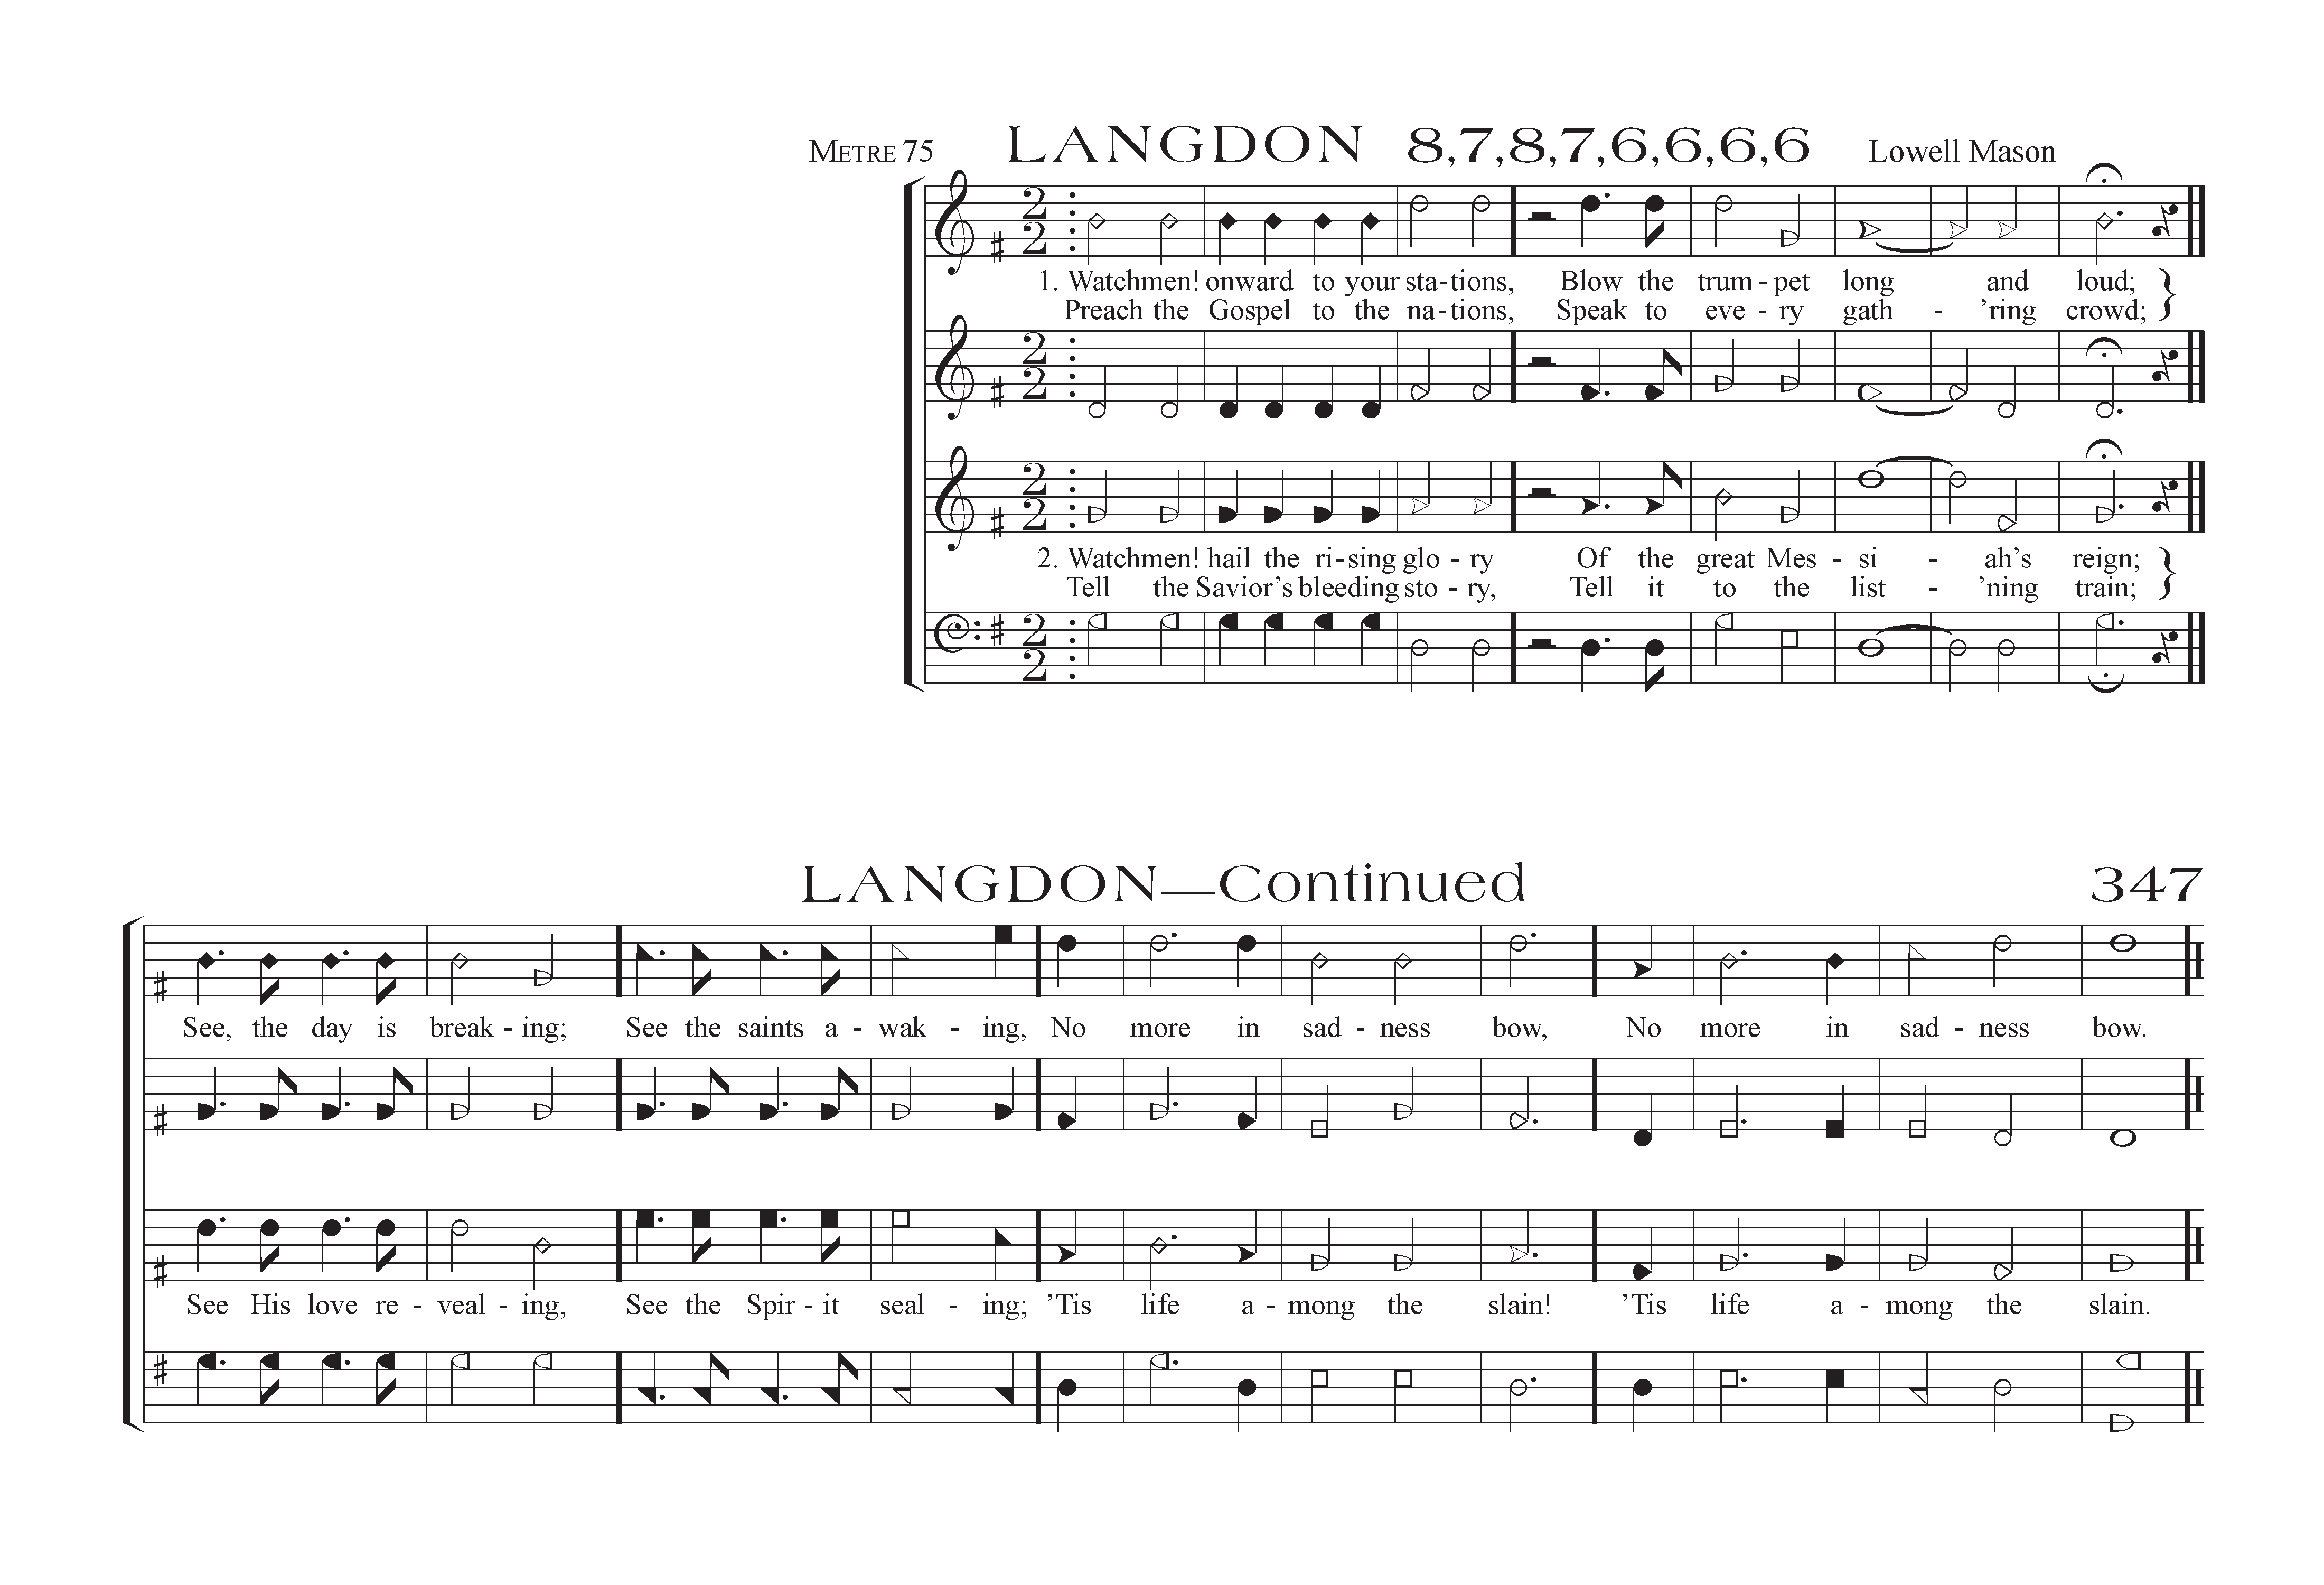 METRE 75 LANGDON 8,7,8,7,6,6,6,6 Lowell Mason
1. Watchmen! onward to your sta-tions, Blow the trum-pet long and loud; }
Preach the Gospel to the na-tions, Speak to eve-ry gath - ’ring crowd;
2. Watchmen! hail the ri-sing glo-ry Of the great Mes-si - ah’s reign; }
Tell the Savior’s bleeding sto-ry, Tell it to the list - ’ning train;
LANGDON—Continued 347
See, the day is break-ing; See the saints a-wak-ing, No more in sad-ness bow, No more in sad-ness bow.
See His love re-veal-ing, See the Spir-it seal-ing; ’Tis life a-mong the slain! ’Tis life a-mong the slain.